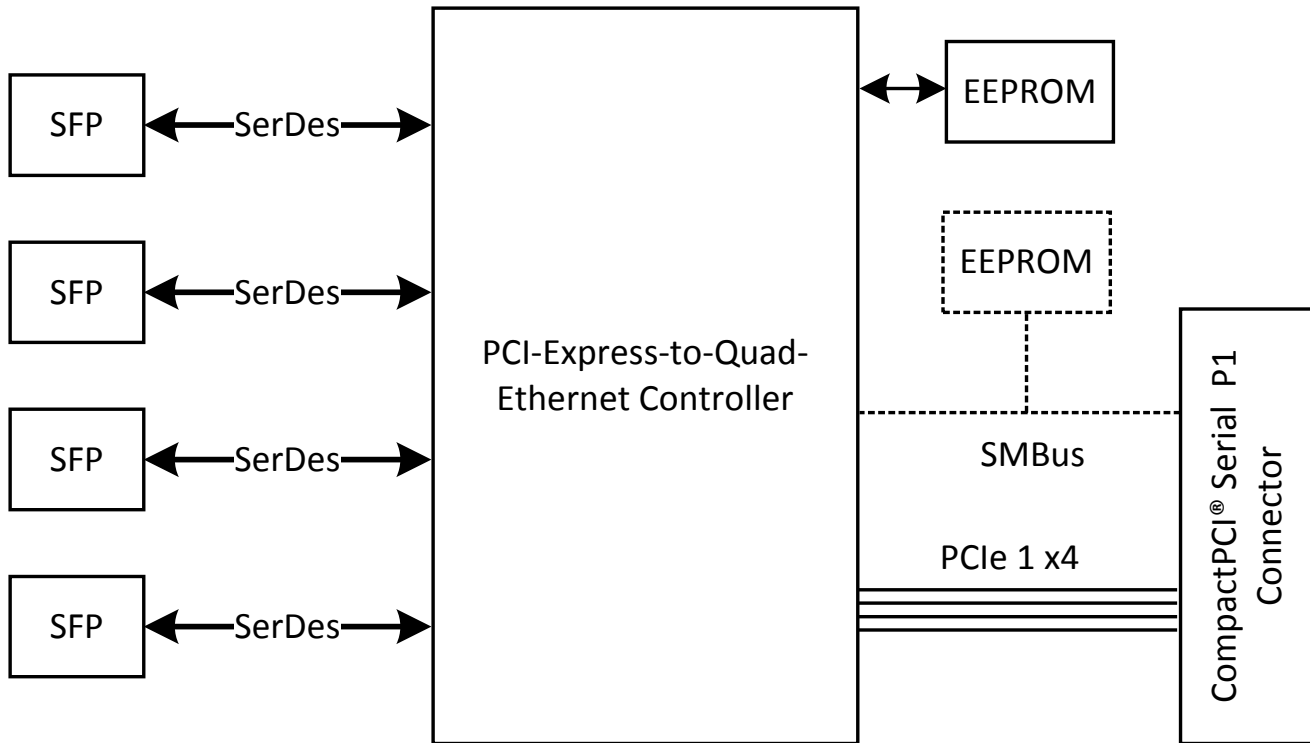 SFP
SerDes
SFP
SerDes
SFP
SerDes
SFP
SerDes
PCI-Express-to-Quad-
Ethernet Controller
EEPROM
EEPROM
SMBus
PCIe 1 x4
CompactPCI® Serial P1
Connector